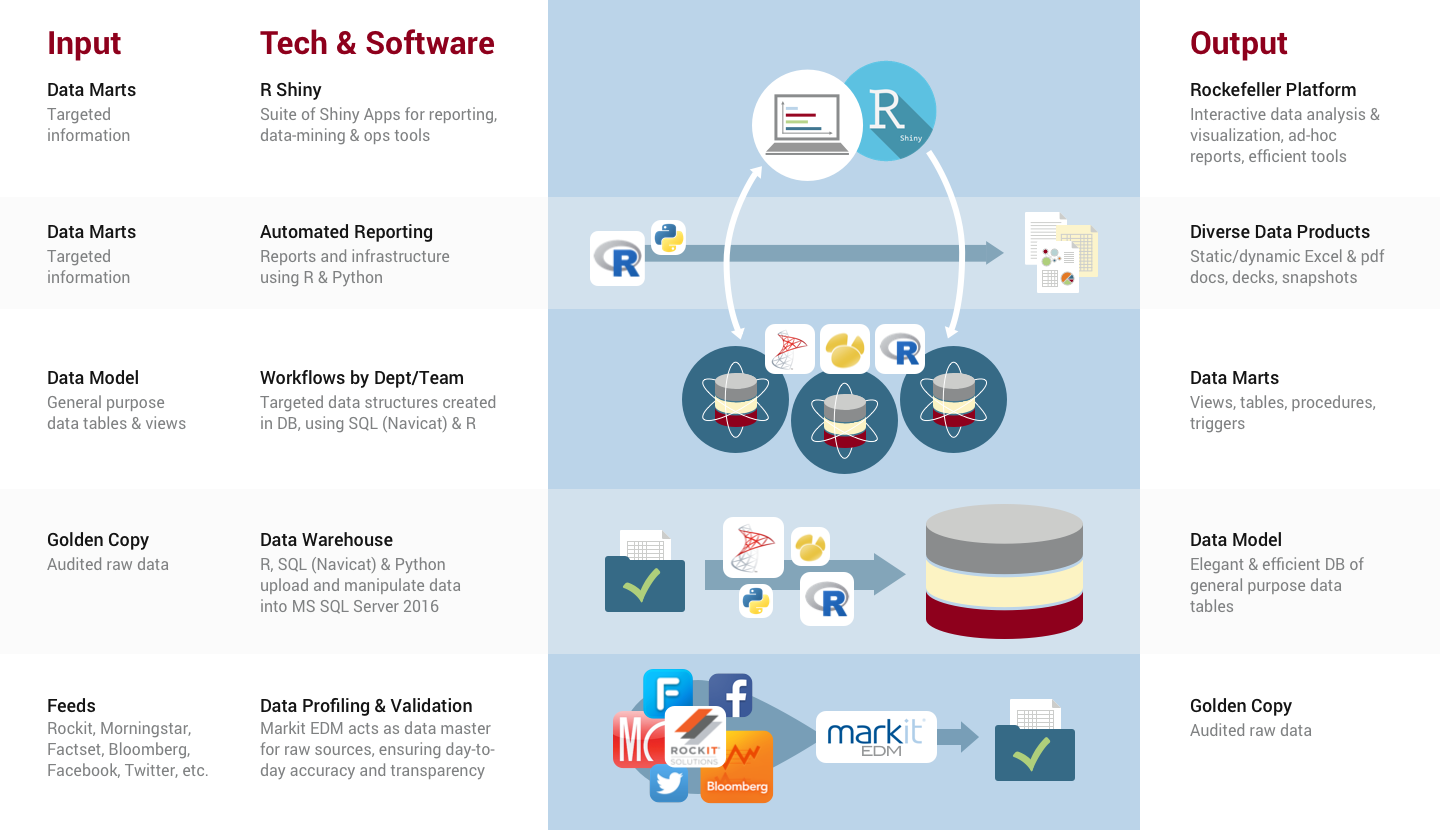 Input
Tech & Software
Output
Data Marts
Targeted
information
R Shiny
Suite of Shiny Apps for reporting,
data-mining & ops tools
R
Shiny
Rockefeller Platform
Interactive data analysis &
visualization, ad-hoc
reports, efficient tools
Data Marts
Targeted
information
Automated Reporting
Reports and infrastructure
using R & Python
R
Diverse Data Products
Static/dynamic Excel & pdf
docs, decks, snapshots
Data Model
General purpose
data tables & views
Workflows by Dept/Team
Targeted data structures created
in DB, using SQL (Navicat) & R
R
Data Marts
Views, tables, procedures,
triggers
Golden Copy
Audited raw data
Data Warehouse
R, SQL (Navicat) & Python
upload and manipulate data
into MS SQL Server 2016
R
Data Model
Elegant & efficient DB of
general purpose data
tables
Feeds
Rockit, Morningstar,
Factset, Bloomberg,
Facebook, Twitter, etc.
Data Profiling & Validation
Markit EDM acts as data master
for raw sources, ensuring day-to-
day accuracy and transparency
F
f
ROCKIT
SOLUTIONS
Bloomberg
markit
EDM
Golden Copy
Audited raw data